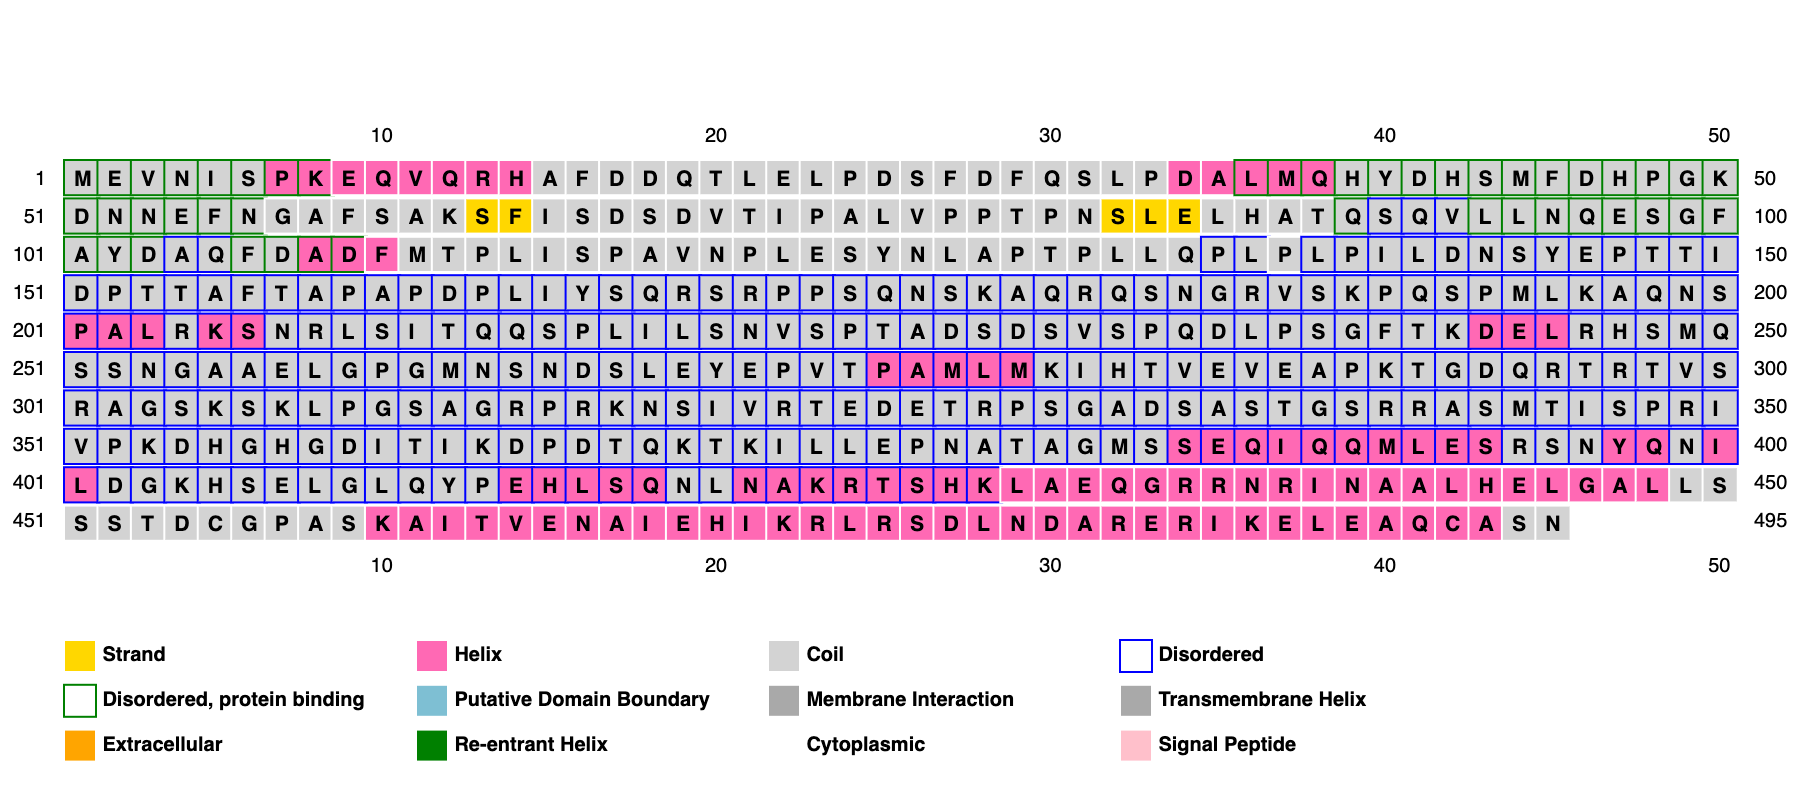 10 20 30 40 50
1 M E V N I S P K E Q V Q R H A F D D Q T L E L P D S F D F Q S L P D A L M Q H Y D H S M F D H P G K 50
51 D N N E F N G A F S A K S F I S D S D V T I P A L V P P T P N S L E L H A T Q S Q V L L N Q E S G F 100
101 A Y D A Q F D A D F M T P L I S P A V N P L E S Y N L A P T P L L Q P L P L P I L D N S Y E P T T I 150
151 D P T T A F T A P A P D P L I Y S Q R S R P P S Q N S K A Q R Q S N G R V S K P Q S P M L K A Q N S 200
201 P A L R K S N R L S I T Q Q S P L I L S N V S P T A D S D S V S P Q D L P S G F T K D E L R H S M Q 250
251 S S N G A A E L G P G M N S N D S L E Y E P V T P A M L M K I H T V E V E A P K T G D Q R T R T V S 300
301 R A G S K S K L P G S A G R P R K N S I V R T E D E T R P S G A D S A S T G S R R A S M T I S P R I 350
351 V P K D H G H G D I T I K D P D T Q K T K I L L E P N A T A G M S S E Q I Q Q M L E S R S N Y Q N I 400
401 L D G K H S E L G L Q Y P E H L S Q N L N A K R T S H K L A E Q G R R N R I N A A L H E L G A L L S 450
451 S S T D C G P A S K A I T V E N A I E H I K R L R S D L N D A R E R I K E L E A Q C A S N 495
10 20 30 40 50
Strand Helix Coil Disordered
Disordered, protein binding Putative Domain Boundary Membrane Interaction Transmembrane Helix
Extracellular Re-entrant Helix Cytoplasmic Signal Peptide